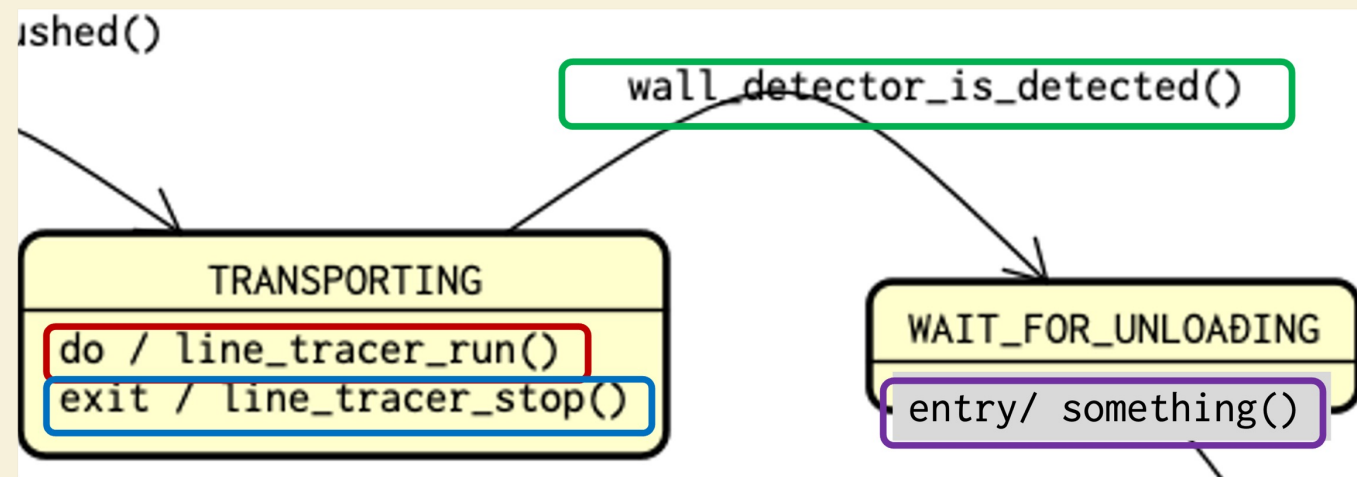 ushed()
wall_detector_is_detected()
TRANSPORTING
do / line_tracer_run()
exit / line_tracer_stop()
WAIT_FOR_UNLOADING
entry/ something()